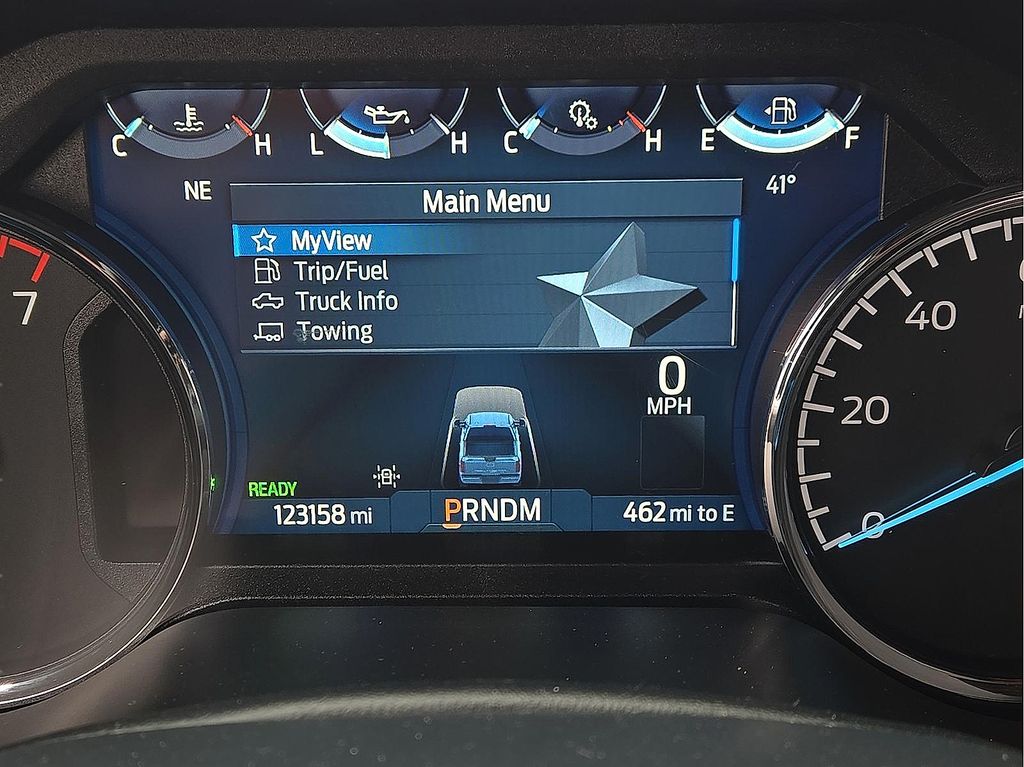 C H L H C H E F
NE
41°
Main Menu
MyView
Trip/Fuel
Truck Info
Towing
7
40
20
0
0
MPH
READY
123158 mi
PRNDM
462 mi to E